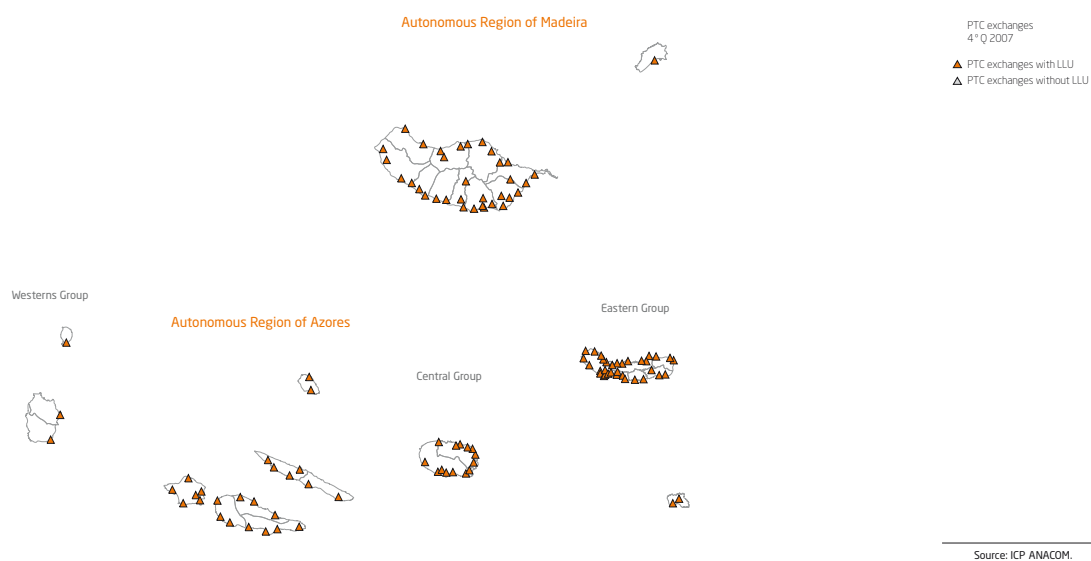 Autonomous Region of Madeira
PTC exchanges
4º Q 2007
PTC exchanges with LLU
PTC exchanges without LLU
Westerns Group
Eastern Group
Autonomous Region of Azores
Central Group
Source: ICP ANACOM.